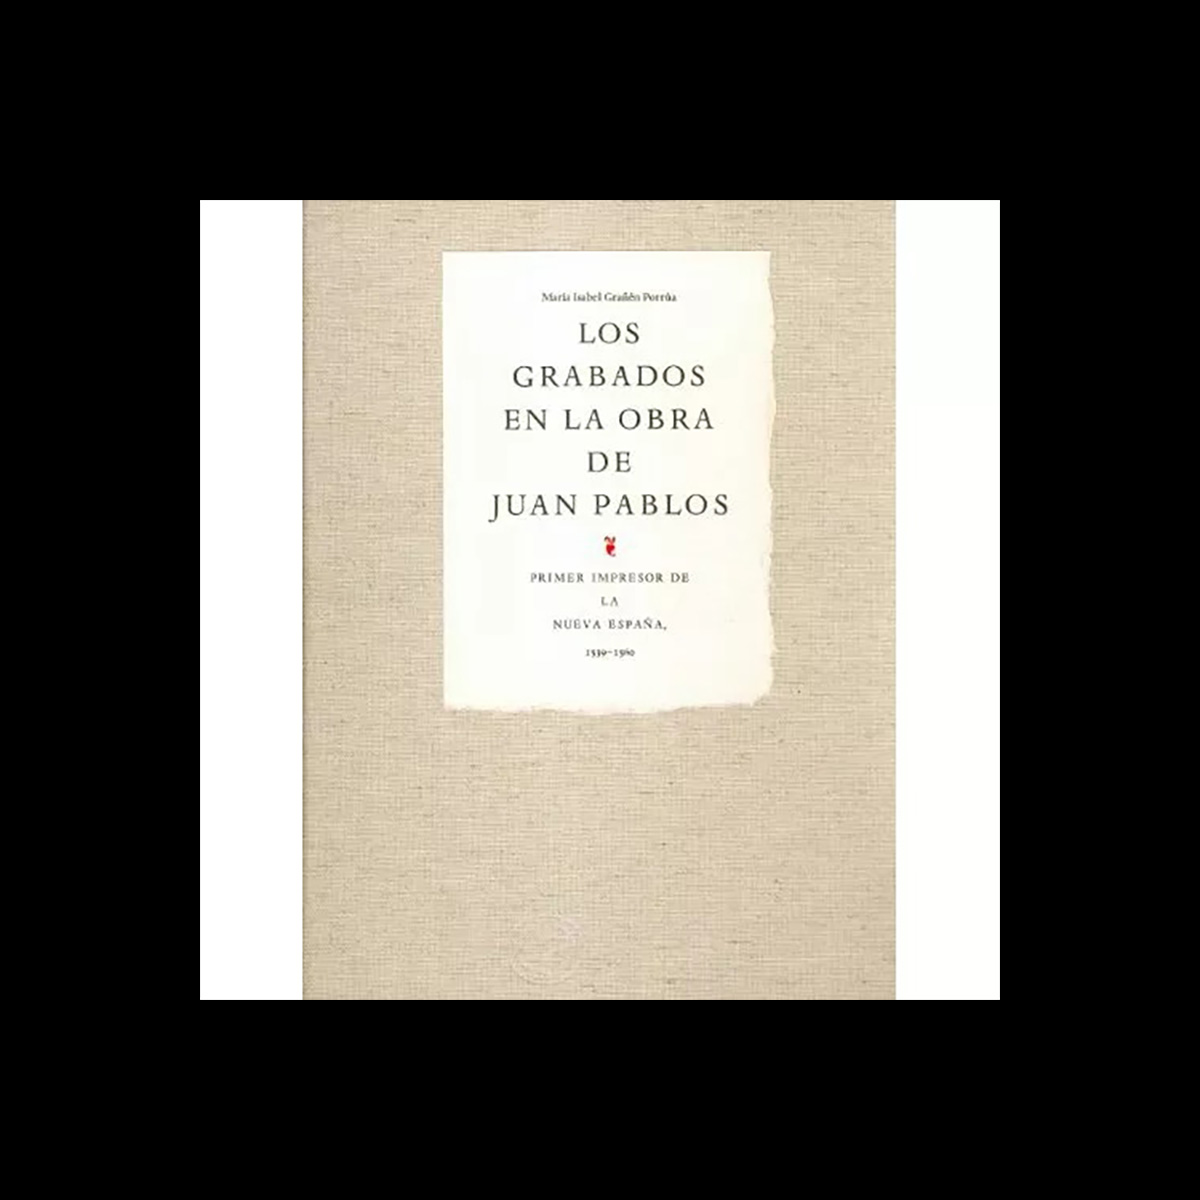 María Isabel Grañén Porrúa
LOS
GRABADOS
EN LA OBRA
DE
JUAN PABLOS
PRIMER IMPRESOR DE
LA
NUEVA ESPAÑA,
1539-1560